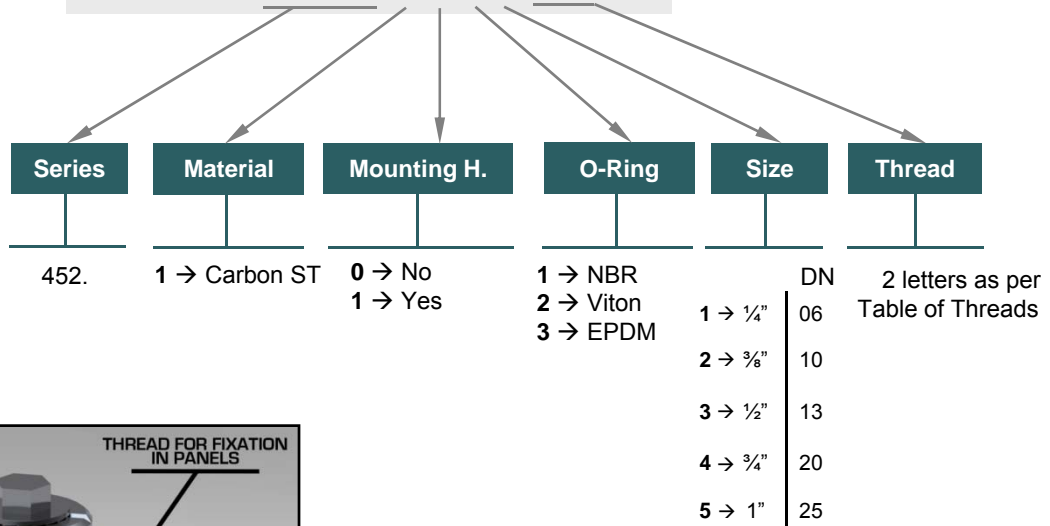 Series
Material
Mounting H.
O-Ring
Size
Thread
452.
1 → Carbon ST
0 → No
1 → Yes
1 → NBR
2 → Viton
3 → EPDM
DN
1 → ¼” 06
2 → ⅜” 10
3 → ½” 13
4 → ¾” 20
5 → 1” 25
2 letters as per
Table of Threads
THREAD FOR FIXATION
IN PANELS